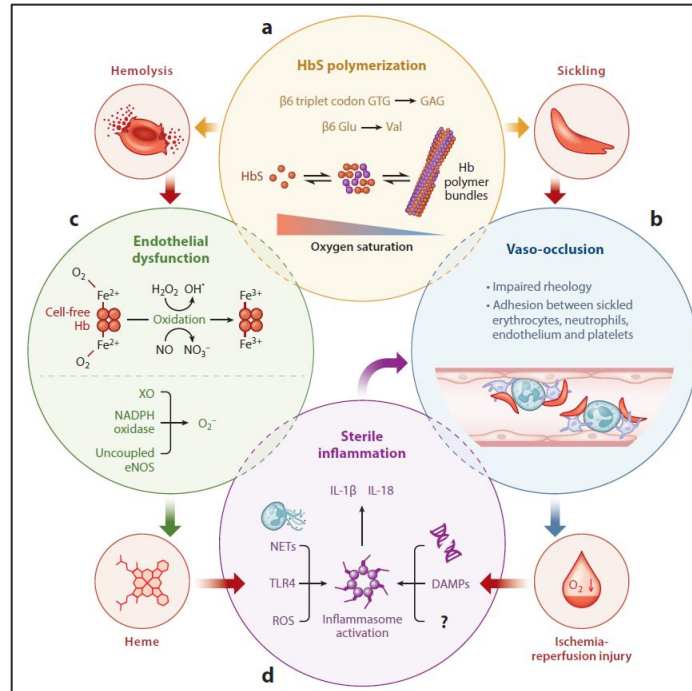 a
HbS polymerization
β6 triplet codon GTG → GAG
β6 Glu → Val
HbS
Hb
polymer
bundles
Oxygen saturation
Hemolysis
Sickling
c
Endothelial
dysfunction
O2
Fe2+
Cell-free
Hb
Fe2+
O2
H2O2 OH•
Oxidation
NO NO3−
Fe3+
Fe3+
XO
NADPH
oxidase
Uncoupled
eNOS
O2−
b
Vaso-occlusion
• Impaired rheology
• Adhesion between sickled
erythrocytes, neutrophils,
endothelium and platelets
Sterile
inflammation
IL-1β IL-18
NETs
TLR4
ROS
Inflammasome
activation
DAMPs
?
d
Heme
O2 ↓
Ischemia-
reperfusion injury